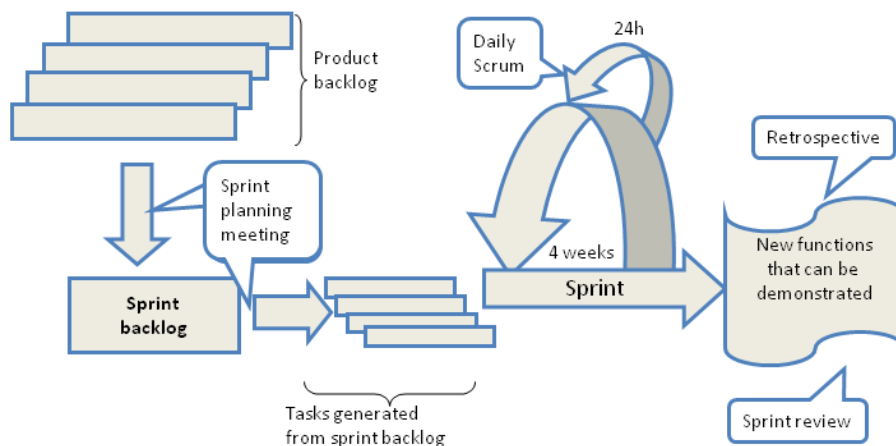 Product
backlog
Sprint
planning
meeting
Sprint
backlog
Tasks generated
from sprint backlog
Daily
Scrum
24h
4 weeks
Sprint
Retrospective
New functions
that can be
demonstrated
Sprint review